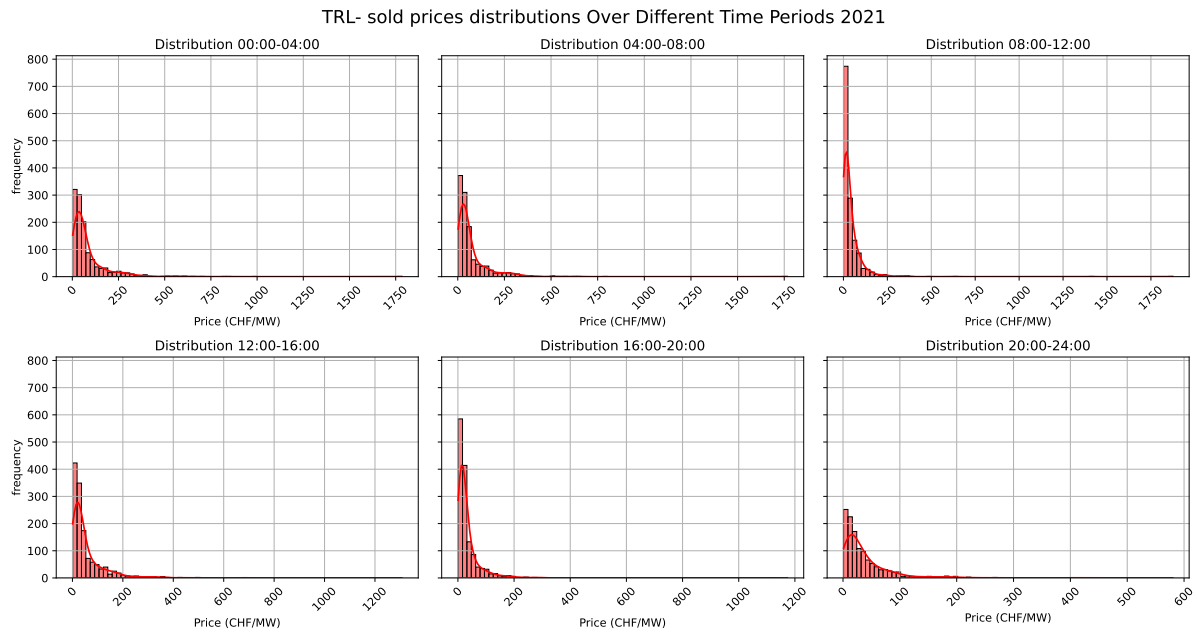 TRL- sold prices distributions Over Different Time Periods 2021
Distribution 00:00-04:00
Distribution 04:00-08:00
Distribution 08:00-12:00
800
700
600
500
400
300
200
100
0
frequency
0 250 500 750 1000 1250 1500 1750
0 250 500 750 1000 1250 1500 1750
0 250 500 750 1000 1250 1500 1750
Price (CHF/MW)
Price (CHF/MW)
Price (CHF/MW)
Distribution 12:00-16:00
Distribution 16:00-20:00
Distribution 20:00-24:00
800
700
600
500
400
300
200
100
0
frequency
0 200 400 600 800 1000 1200
0 200 400 600 800 1000 1200
0 100 200 300 400 500 600
Price (CHF/MW)
Price (CHF/MW)
Price (CHF/MW)